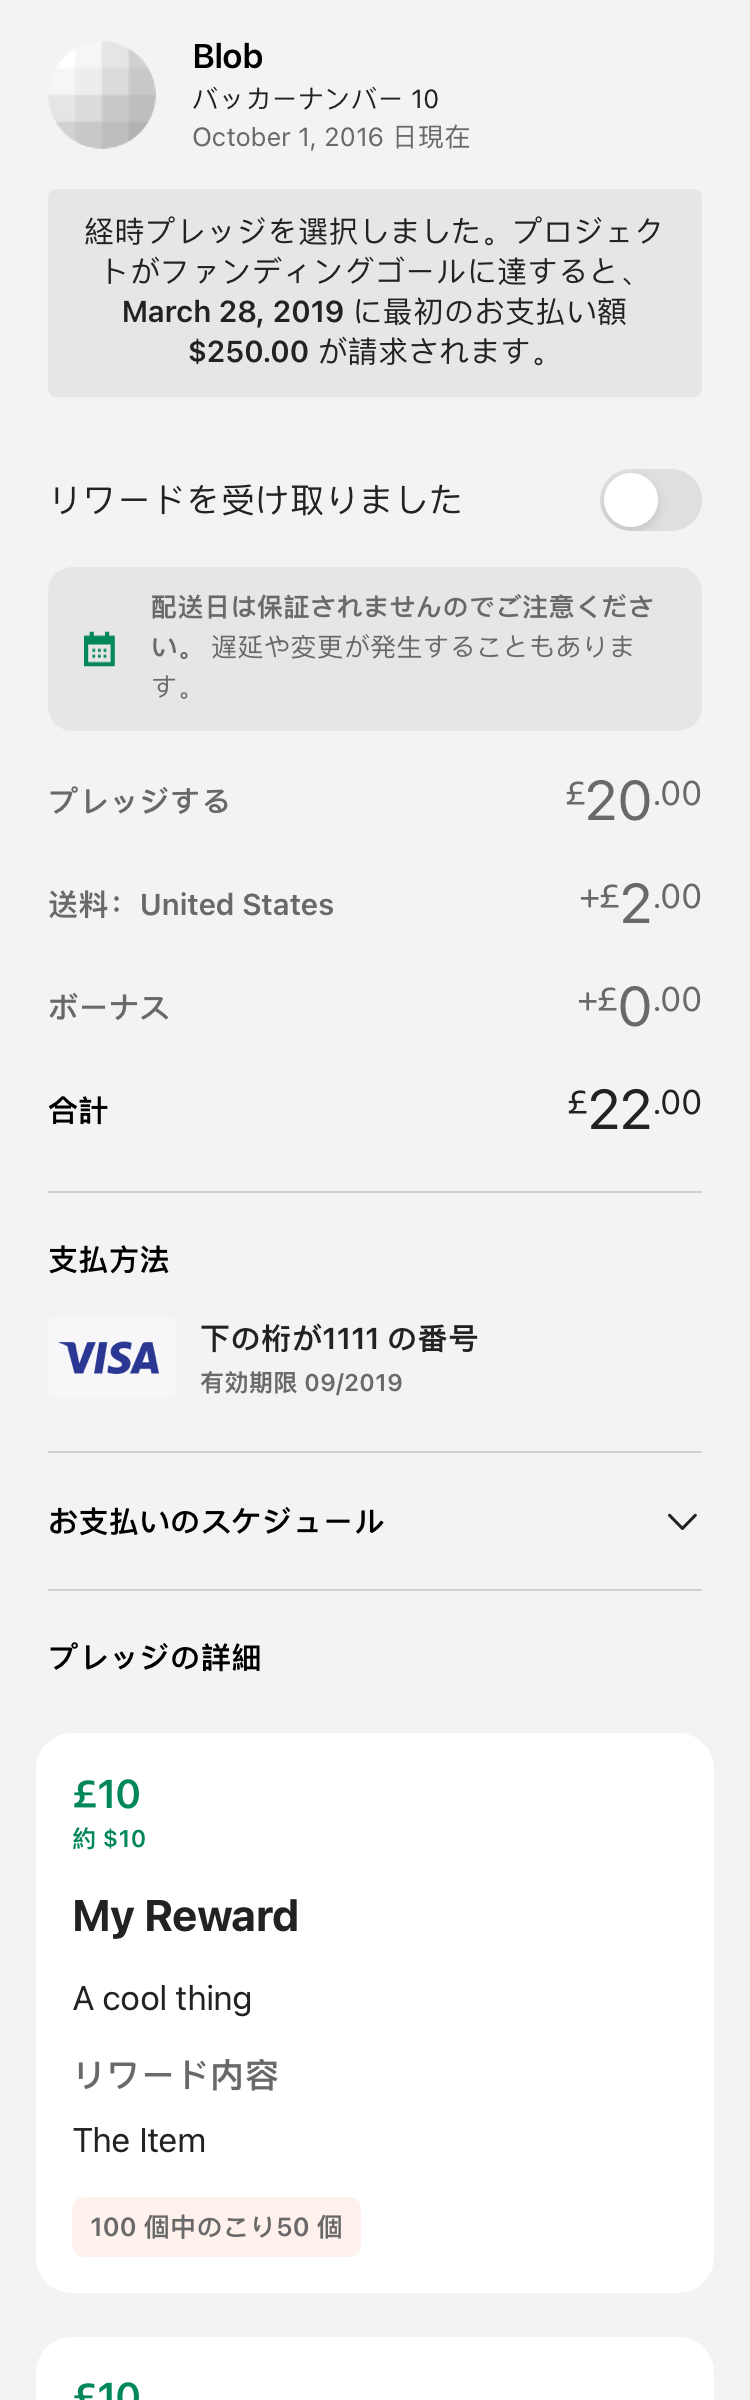 Blob
バッカーナンバー 10
October 1, 2016 日現在
経時プレッジを選択しました。プロジェク
トがファンディングゴールに達すると、
March 28, 2019 に最初のお支払い額
$250.00 が請求されます。
リワードを受け取りました
配送日は保証されませんのでご注意くださ
い。 遅延や変更が発生することもありま
す。
プレッジする £20.00
送料： United States +£2.00
ボーナス +£0.00
合計 £22.00
支払方法
VISA
下の桁が1111 の番号
有効期限 09/2019
お支払いのスケジュール
プレッジの詳細
£10
約 $10
My Reward
A cool thing
リワード内容
The Item
100 個中のこり50 個
£10